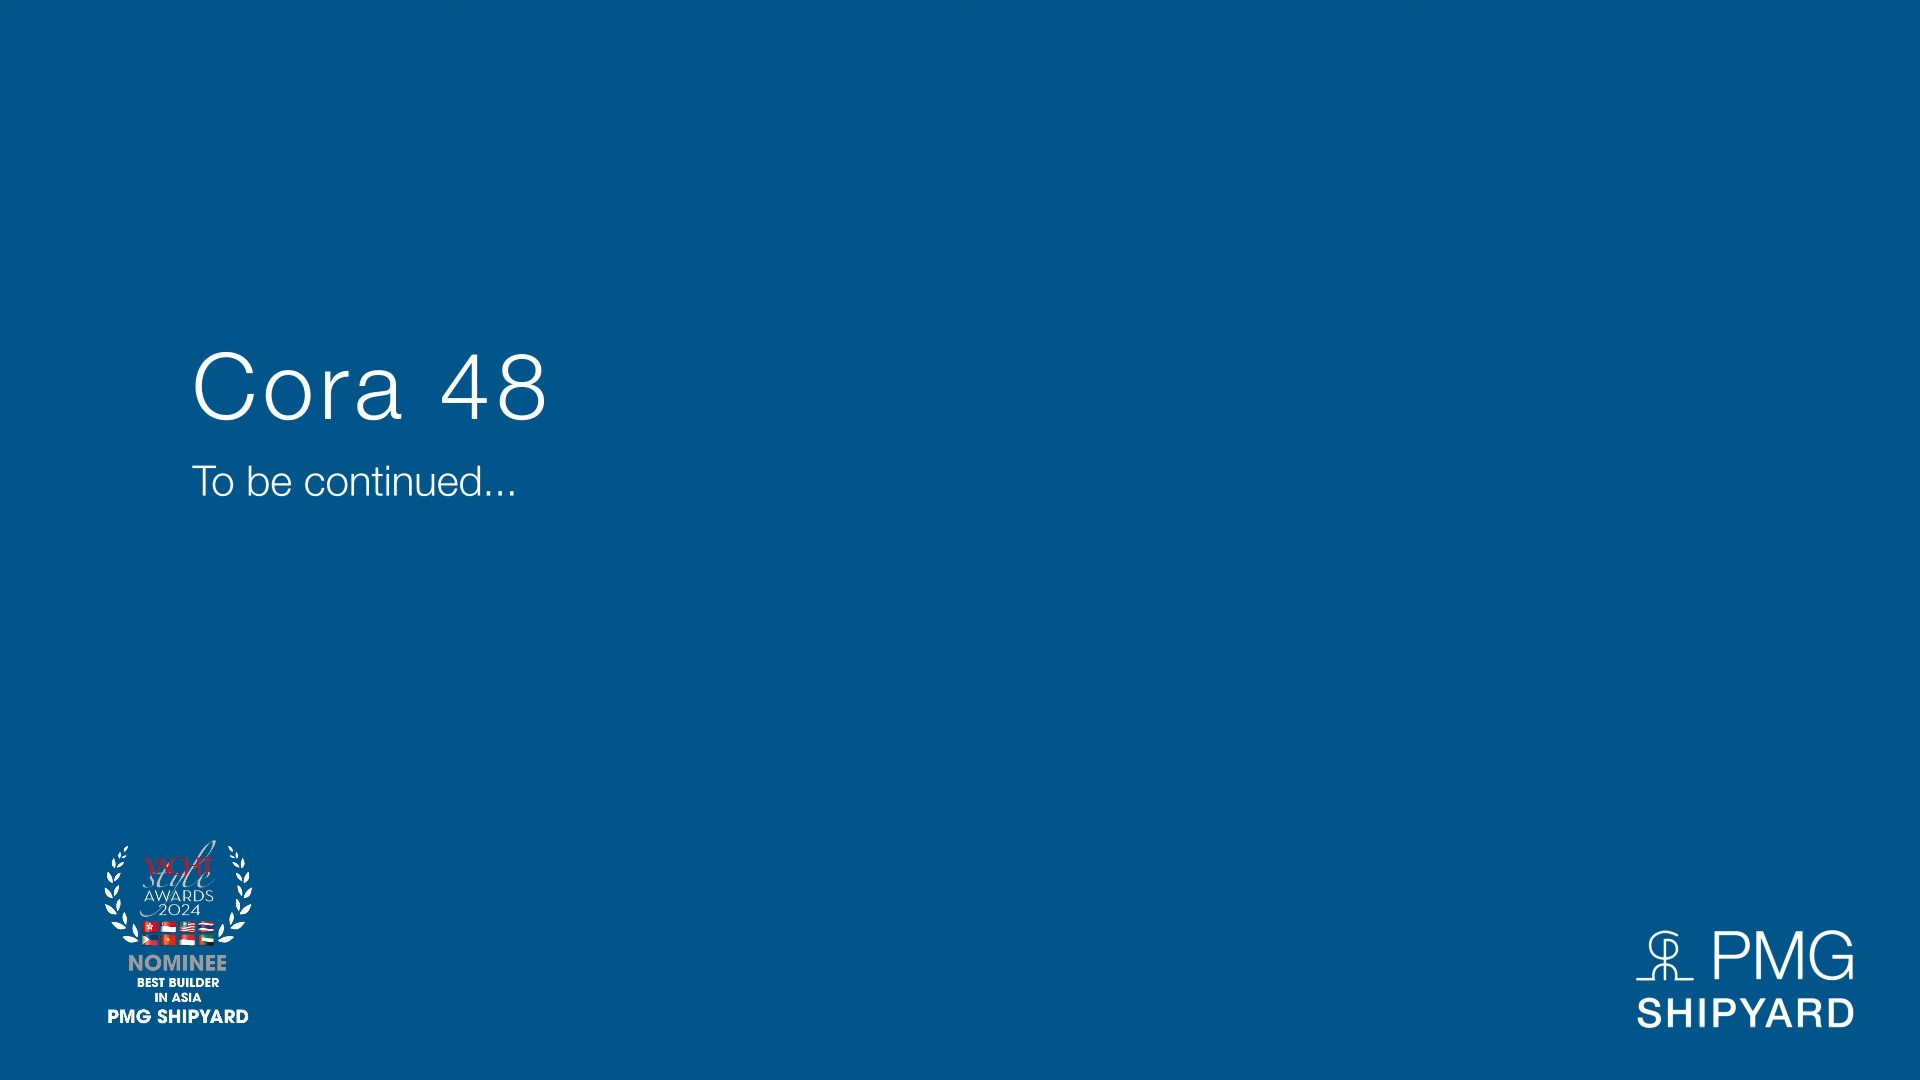 Cora 48
To be continued...
YACHT
style
AWARDS
2024
NOMINEE
BEST BUILDER
IN ASIA
PMG SHIPYARD
PMG
SHIPYARD